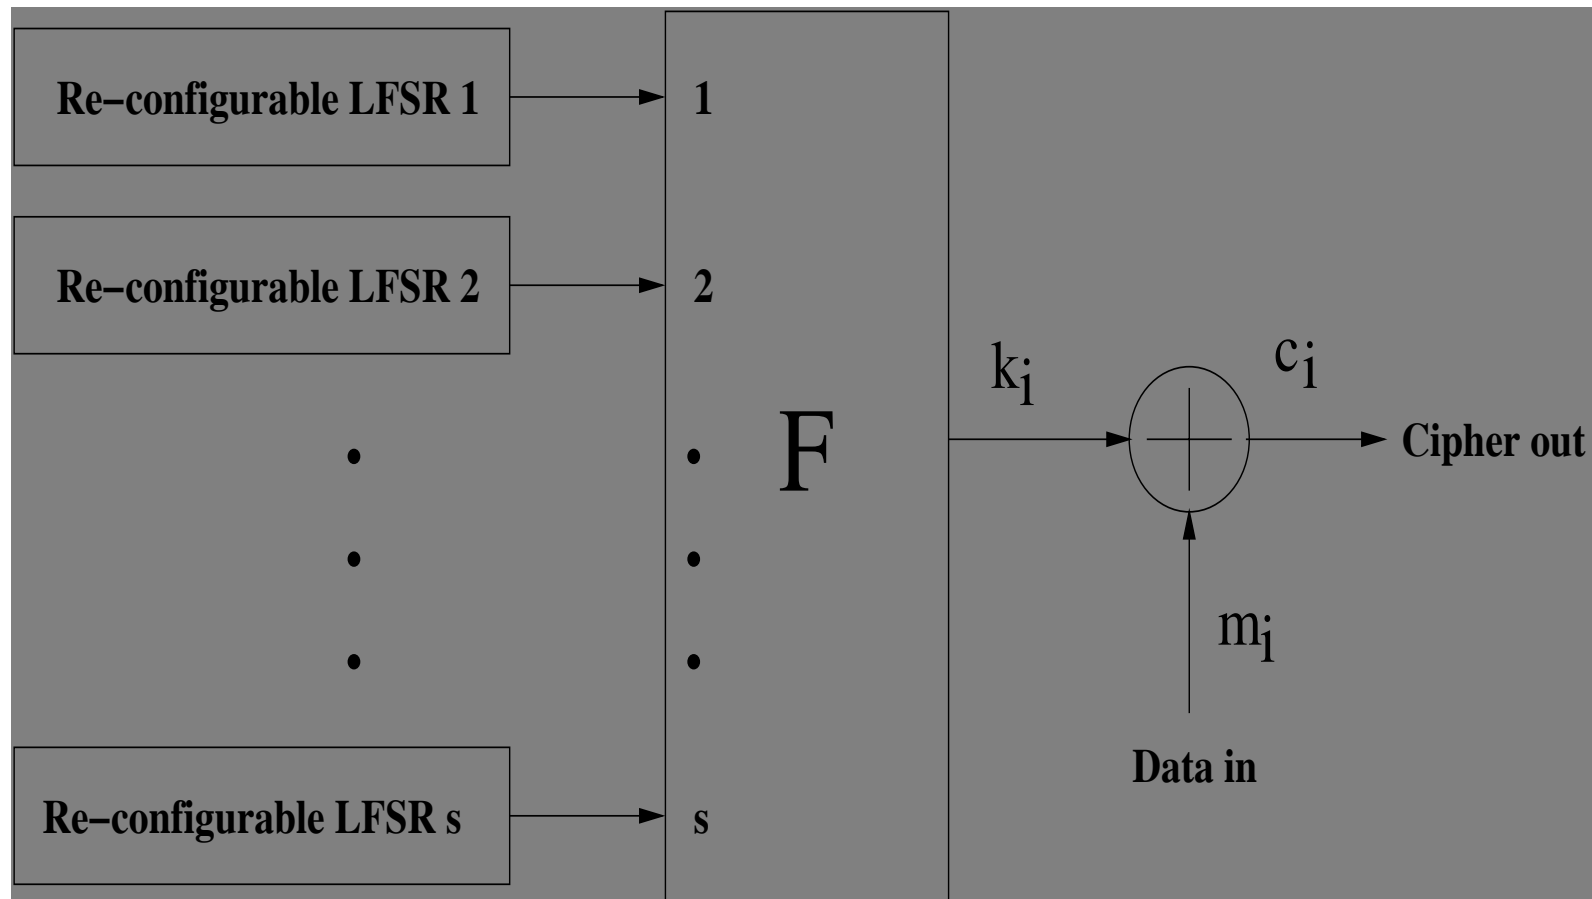 Re–configurable LFSR 1
1
Re–configurable LFSR 2
2
F
k_i
c_i
Cipher out
m_i
Data in
Re–configurable LFSR s
s